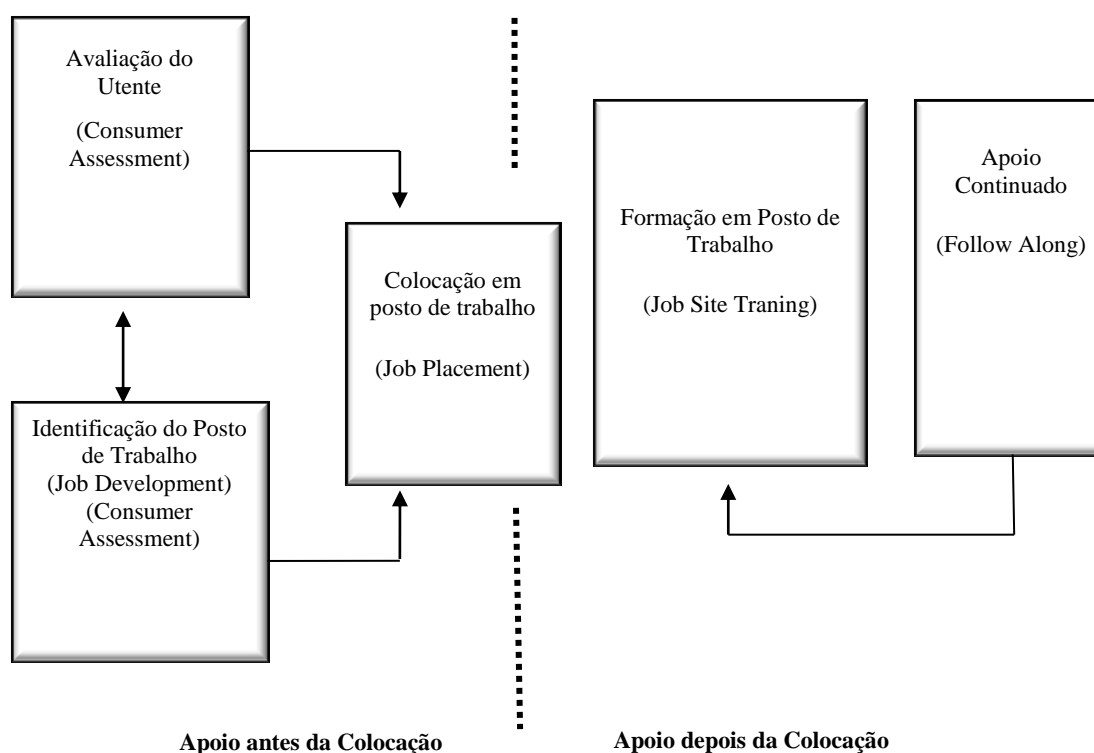 Avaliação do
Utente
(Consumer
Assessment)
Identificação do Posto
de Trabalho
(Job Development)
(Consumer
Assessment)
Colocação em
posto de trabalho
(Job Placement)
Formação em Posto de
Trabalho
(Job Site Traning)
Apoio
Continuado
(Follow Along)
Apoio antes da Colocação
Apoio depois da Colocação